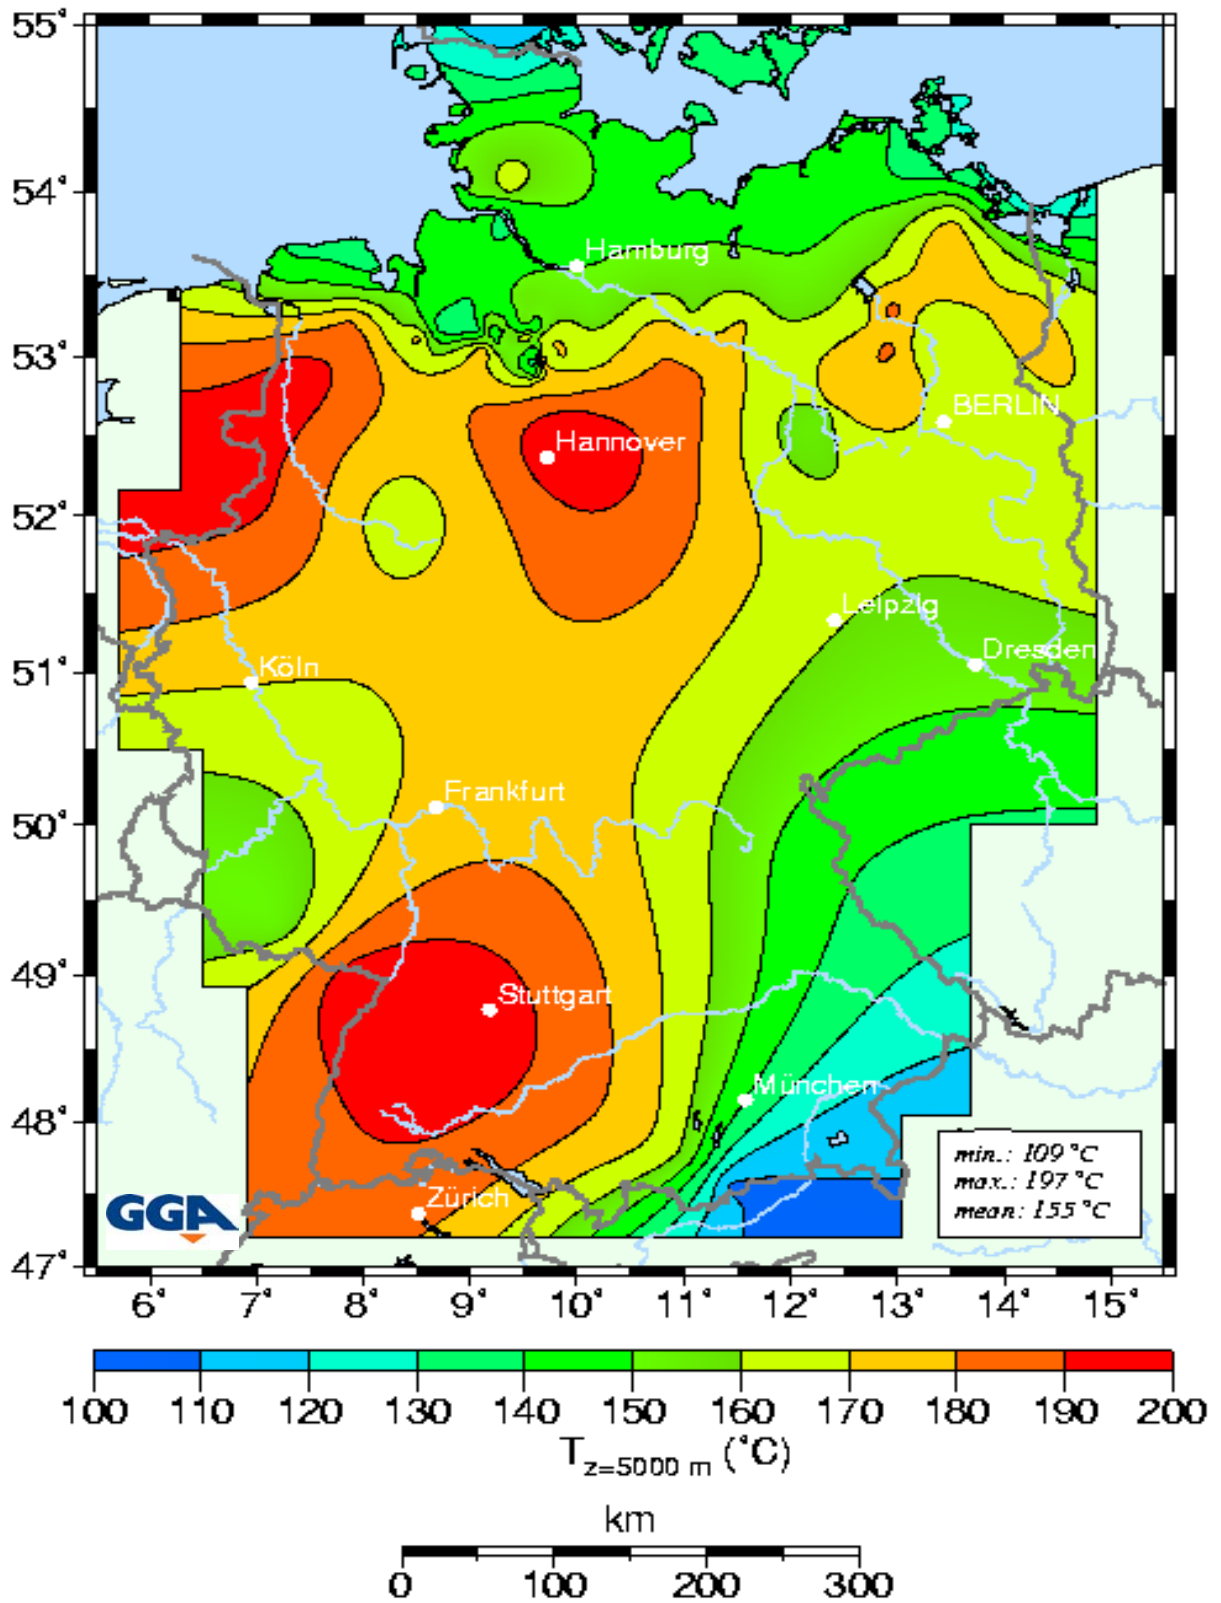 55°
54°
Hamburg
53°
BERLIN
Hannover
52°
Leipzig
Dresden
51°
Köln
Frankfurt
50°
49°
Stuttgart
München
48°
min.: 109 °C
max.: 197 °C
mean: 155 °C
Zürich
GGA
47°
6° 7° 8° 9° 10° 11° 12° 13° 14° 15°
100 110 120 130 140 150 160 170 180 190 200
T z=5000 m (°C)
km
0 100 200 300